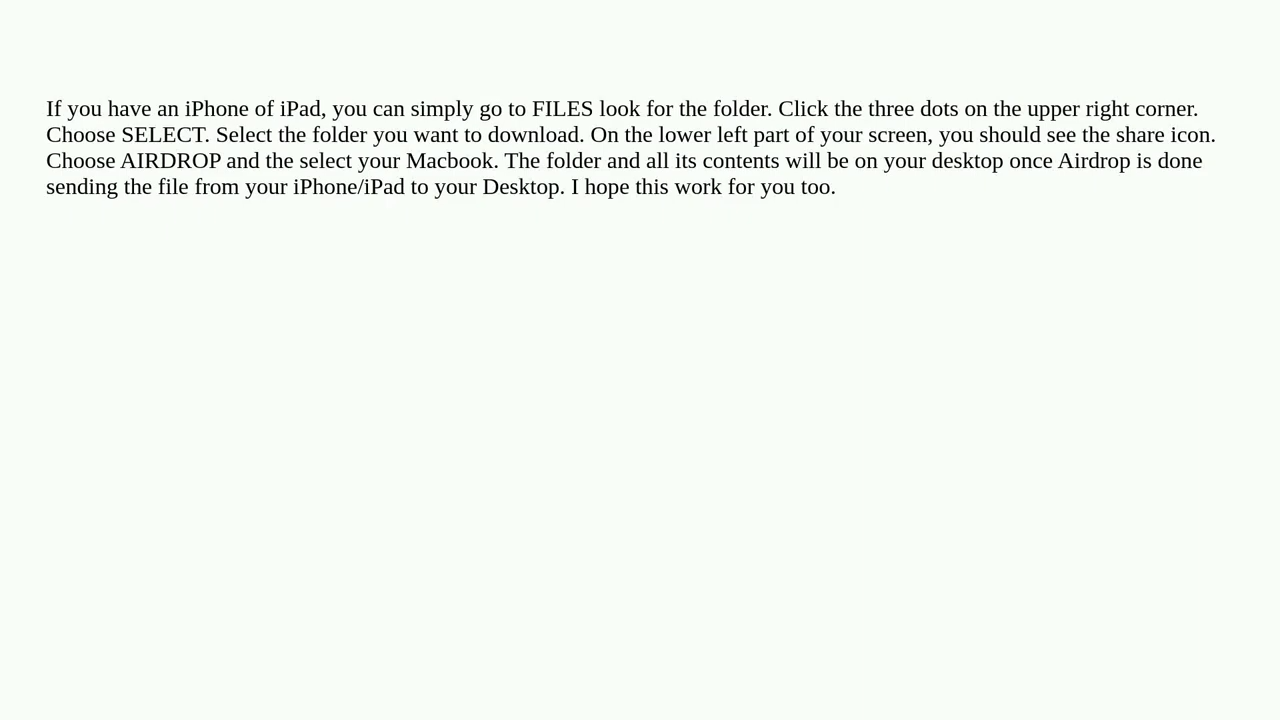 If you have an iPhone of iPad, you can simply go to FILES look for the folder. Click the three dots on the upper right corner.
Choose SELECT. Select the folder you want to download. On the lower left part of your screen, you should see the share icon.
Choose AIRDROP and the select your Macbook. The folder and all its contents will be on your desktop once Airdrop is done
sending the file from your iPhone/iPad to your Desktop. I hope this work for you too.